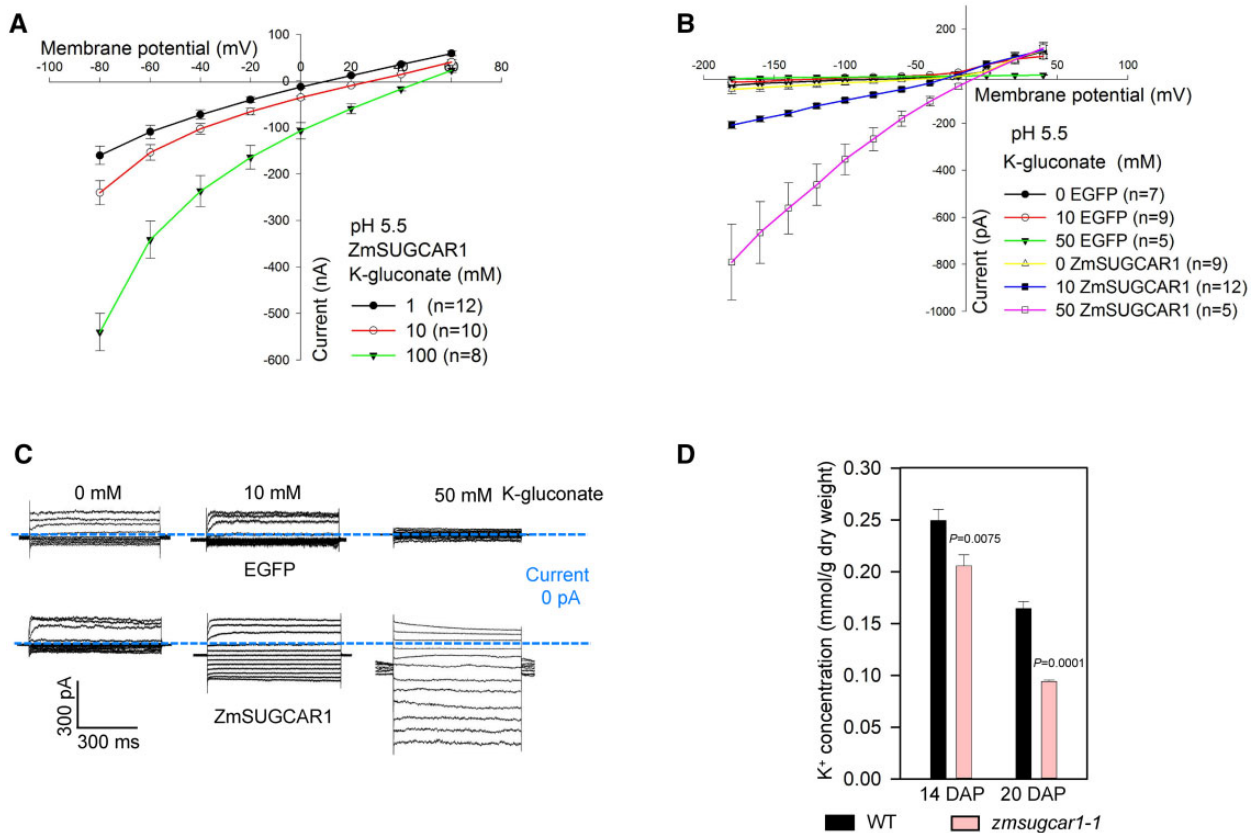 A
Membrane potential (mV)
-100 -80 -60 -40 -20 0 20 40 60 80
100
50
0
-100
-200
-300
-400
-500
-600
Current (nA)
pH 5.5
ZmSUGCAR1
K-gluconate (mM)
1 (n=12)
10 (n=10)
100 (n=8)
B
200
-200 -150 -100 -50 50 100
Membrane potential (mV)
-200
-400
-600
-800
-1000
Current (pA)
pH 5.5
K-gluconate (mM)
0 EGFP (n=7)
10 EGFP (n=9)
50 EGFP (n=5)
0 ZmSUGCAR1 (n=9)
10 ZmSUGCAR1 (n=12)
50 ZmSUGCAR1 (n=5)
C
0 mM 10 mM 50 mM K-gluconate
EGFP
Current
0 pA
ZmSUGCAR1
300 pA
300 ms
D
K⁺ concentration (mmol/g dry weight)
0.30
0.25
0.20
0.15
0.10
0.05
0.00
P=0.0075
P=0.0001
14 DAP 20 DAP
WT zmsugcar1-1